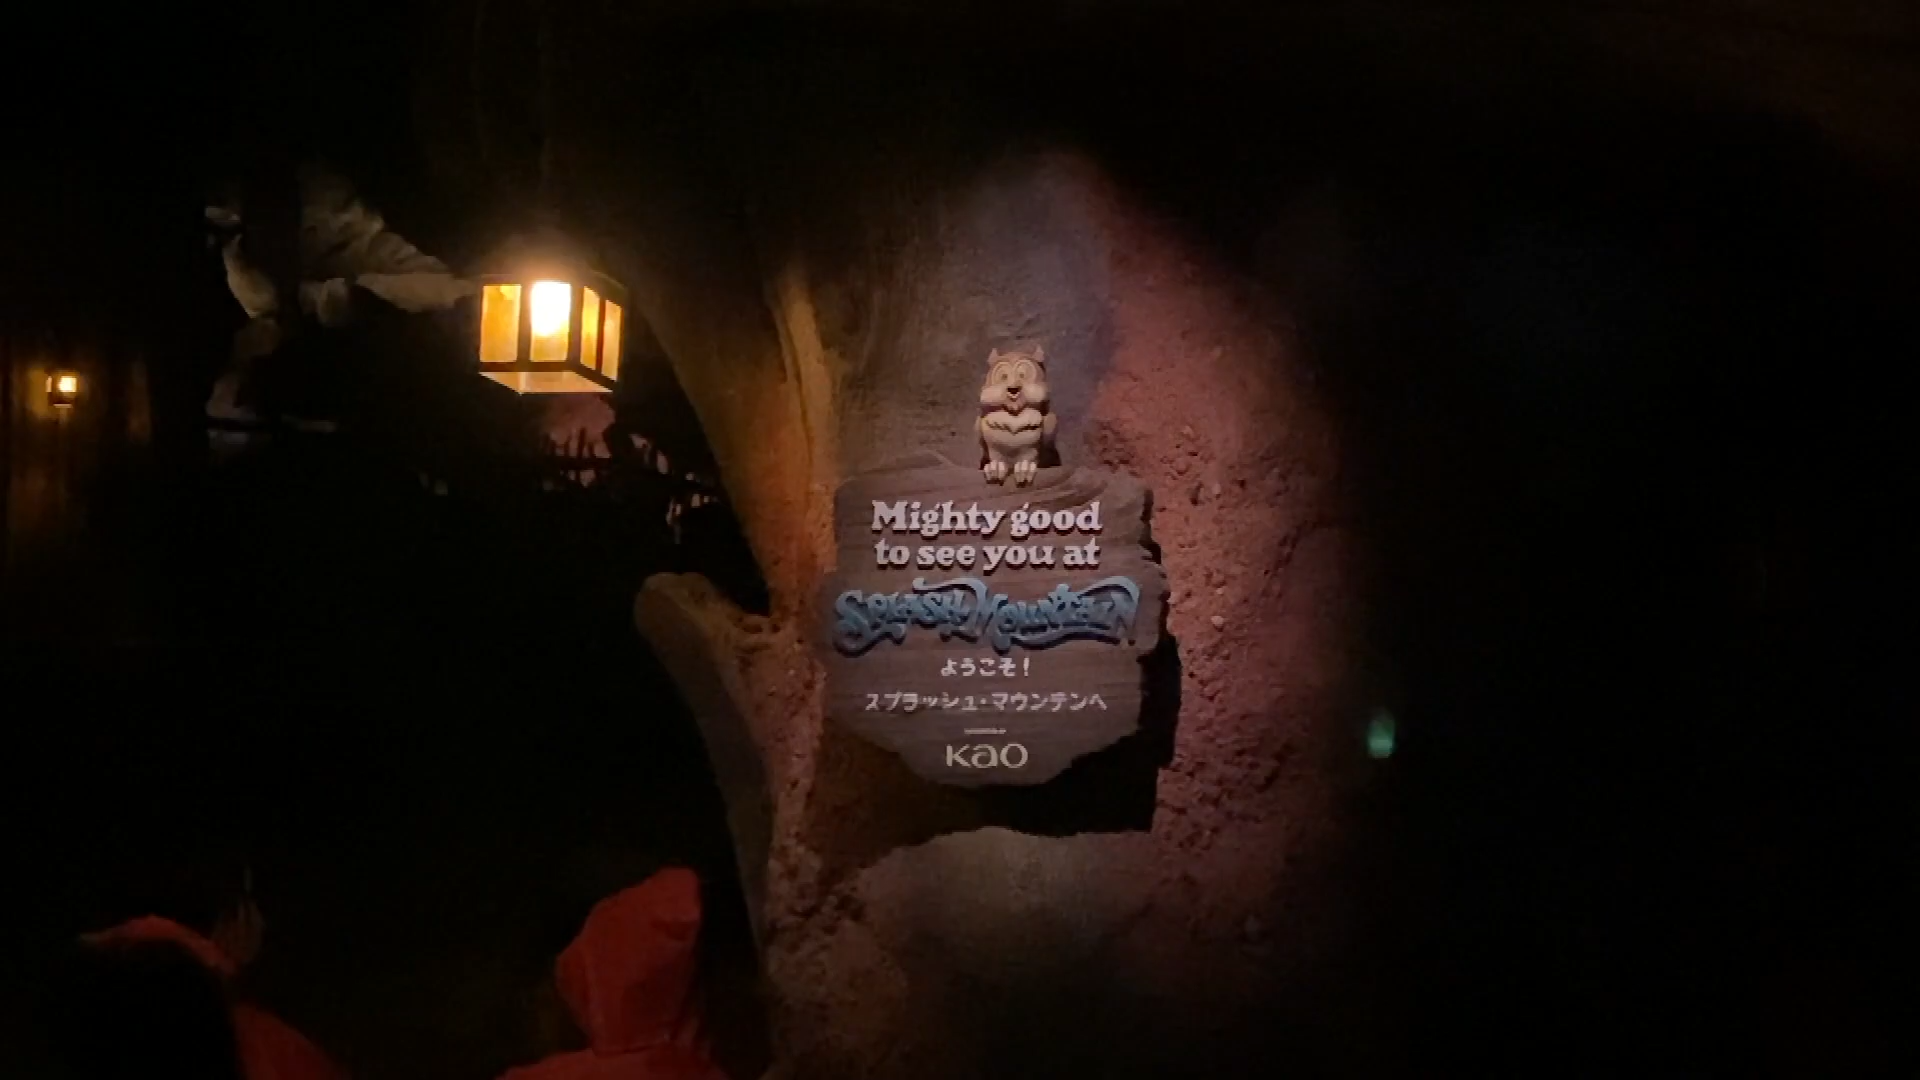 Mighty good
to see you at
SPLASH MOUNTAIN
ようこそ!
スプラッシュ・マウンテンへ
Kao